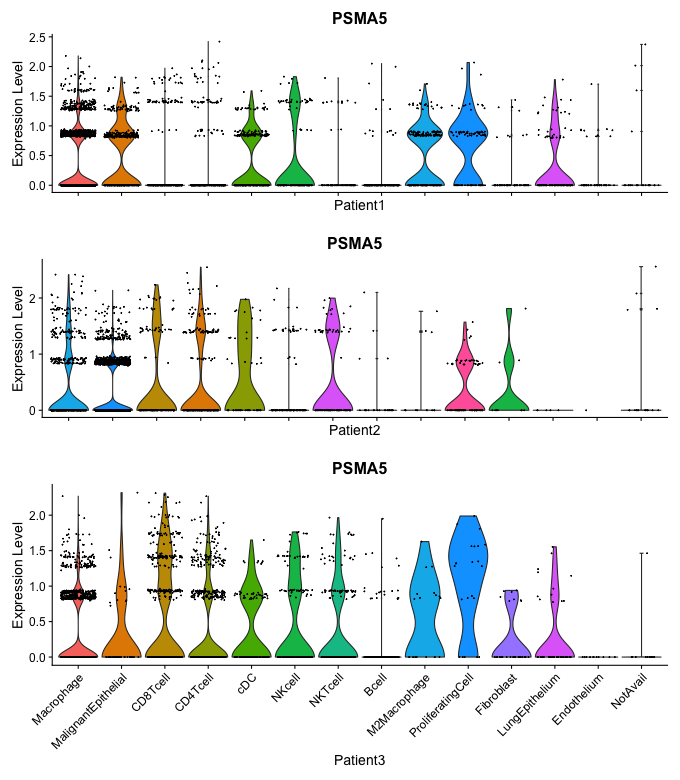 PSMA5
Expression Level
2.5
2.0
1.5
1.0
0.5
0.0
Patient1
PSMA5
Expression Level
2
1
0
Patient2
PSMA5
Expression Level
2.0
1.5
1.0
0.5
0.0
Macrophage
MalignantEpithelial
CD8Tcell
CD4Tcell
cDC
NKcell
NKTcell
Bcell
M2Macrophage
ProliferatingCell
Fibroblast
LungEpithelium
Endothelium
NotAvail
Patient3